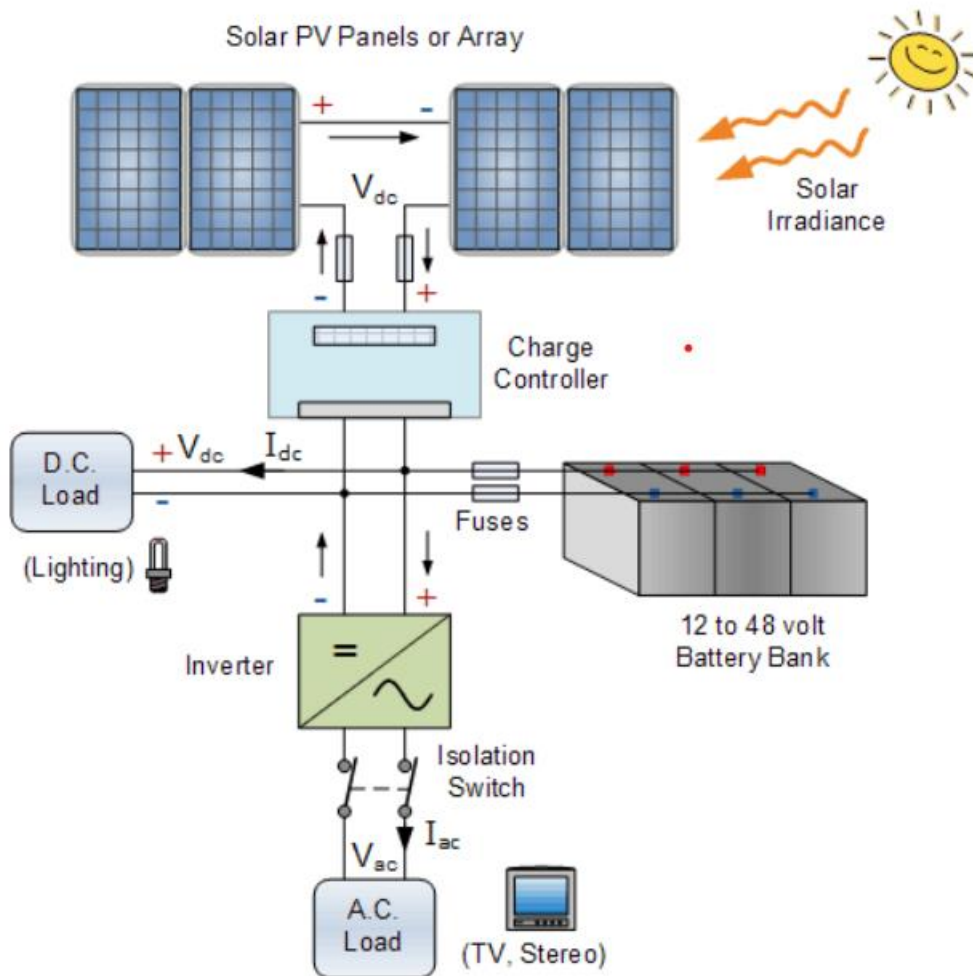 Solar PV Panels or Array
+ -
Vdc
Solar
Irradiance
- +
Charge
Controller
+ Vdc Idc
D.C.
Load
-
Fuses
(Lighting)
- +
12 to 48 volt
Battery Bank
Inverter
=
Isolation
Switch
Iac
Vac
A.C.
Load
(TV, Stereo)